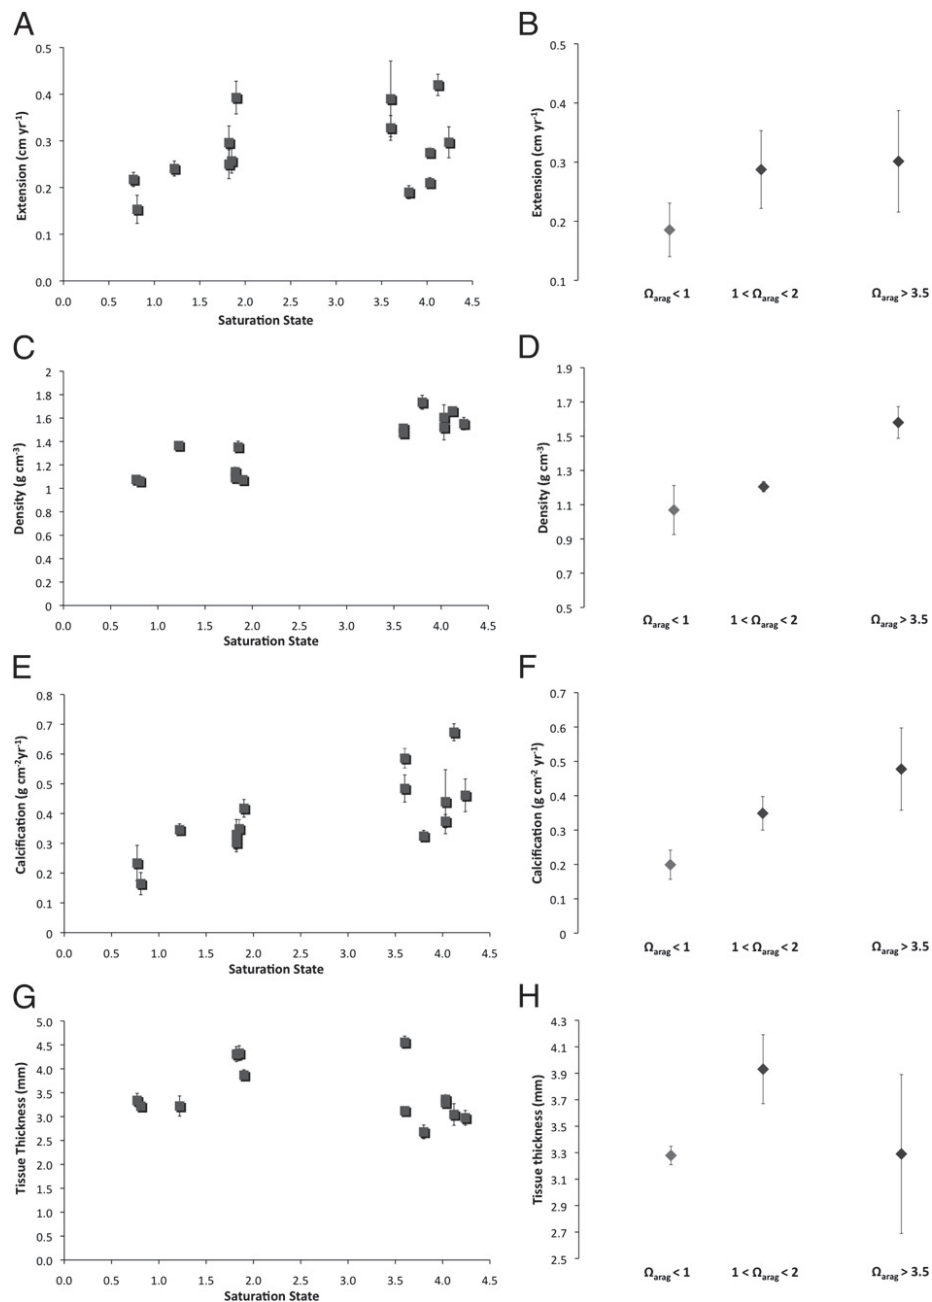 A
Extension (cm yr⁻¹)
0.5
0.4
0.3
0.2
0.1
0.0
0.0 0.5 1.0 1.5 2.0 2.5 3.0 3.5 4.0 4.5
Saturation State
B
Extension (cm yr⁻¹)
0.5
0.4
0.3
0.2
0.1
Ωarag < 1 1 < Ωarag < 2 Ωarag > 3.5
C
Density (g cm⁻³)
2
1.8
1.6
1.4
1.2
1
0.8
0.6
0.4
0.2
0
0.0 0.5 1.0 1.5 2.0 2.5 3.0 3.5 4.0 4.5
Saturation State
D
Density (g cm⁻³)
1.9
1.7
1.5
1.3
1.1
0.9
0.7
0.5
Ωarag < 1 1 < Ωarag < 2 Ωarag > 3.5
E
Calcification (g cm⁻²yr⁻¹)
0.8
0.7
0.6
0.5
0.4
0.3
0.2
0.1
0
0.0 0.5 1.0 1.5 2.0 2.5 3.0 3.5 4.0 4.5
Saturation State
F
Calcification (g cm⁻² yr⁻¹)
0.7
0.6
0.5
0.4
0.3
0.2
0.1
0
Ωarag < 1 1 < Ωarag < 2 Ωarag > 3.5
G
Tissue Thickness (mm)
5.0
4.5
4.0
3.5
3.0
2.5
2.0
1.5
1.0
0.5
0.0
0.0 0.5 1.0 1.5 2.0 2.5 3.0 3.5 4.0 4.5
Saturation State
H
Tissue thickness (mm)
4.3
4.1
3.9
3.7
3.5
3.3
3.1
2.9
2.7
2.5
Ωarag < 1 1 < Ωarag < 2 Ωarag > 3.5